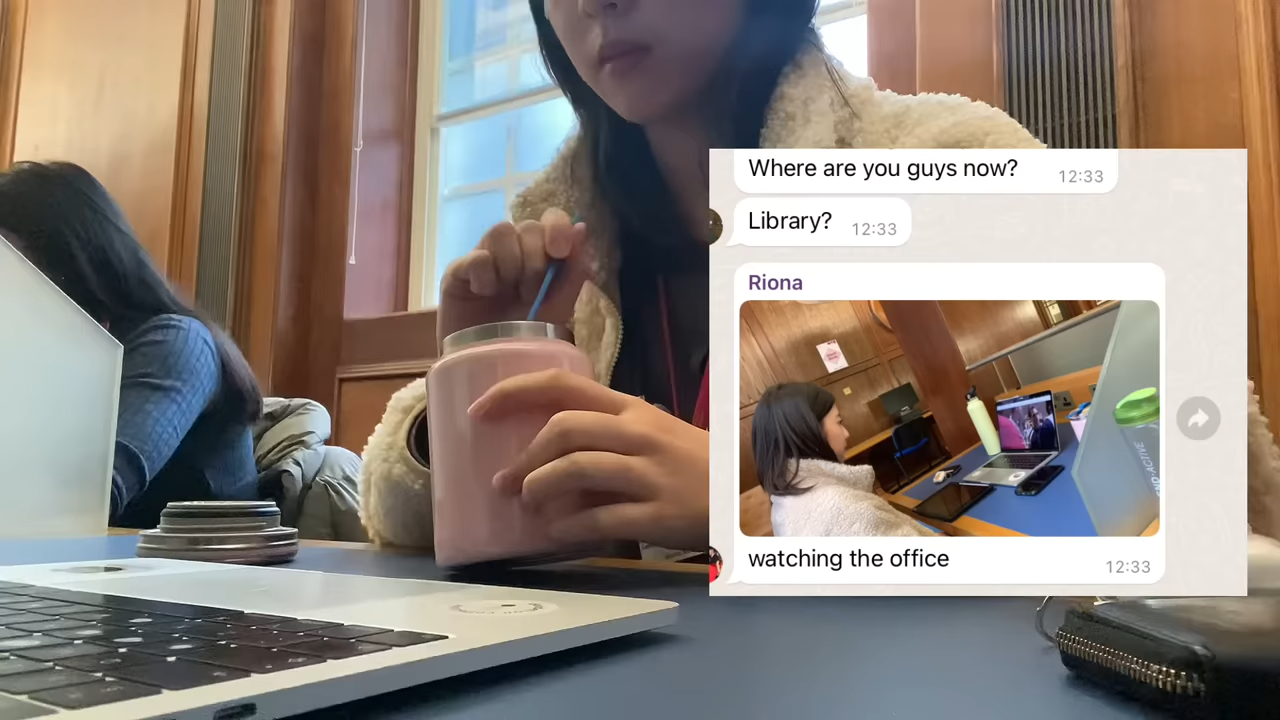 Where are you guys now?
12:33
Library?
12:33
Riona
watching the office
12:33